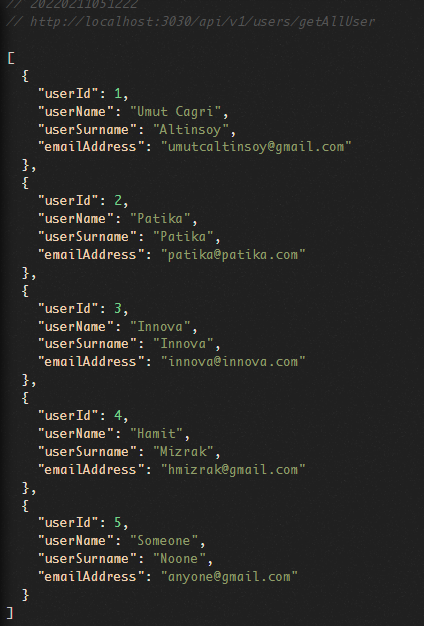 // 20220211051222
// http://localhost:3030/api/v1/users/getAllUser
[
{
"userId": 1,
"userName": "Umut Cagri",
"userSurname": "Altinsoy",
"emailAddress": "umutcaltinsoy@gmail.com"
},
{
"userId": 2,
"userName": "Patika",
"userSurname": "Patika",
"emailAddress": "patika@patika.com"
},
{
"userId": 3,
"userName": "Innova",
"userSurname": "Innova",
"emailAddress": "innova@innova.com"
},
{
"userId": 4,
"userName": "Hamit",
"userSurname": "Mizrak",
"emailAddress": "hmizrak@gmail.com"
},
{
"userId": 5,
"userName": "Someone",
"userSurname": "Noone",
"emailAddress": "anyone@gmail.com"
}
]